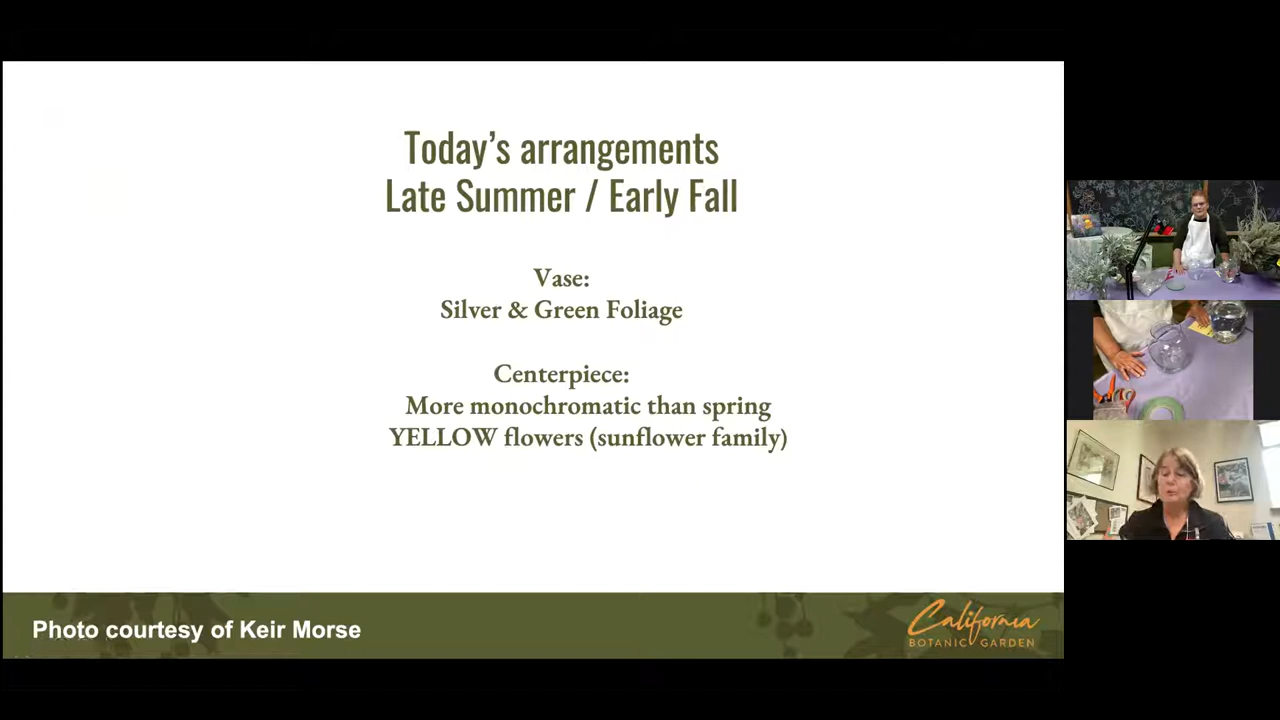 Today's arrangements
Late Summer / Early Fall
Vase:
Silver & Green Foliage
Centerpiece:
More monochromatic than spring
YELLOW flowers (sunflower family)
Photo courtesy of Keir Morse
California
BOTANIC GARDEN